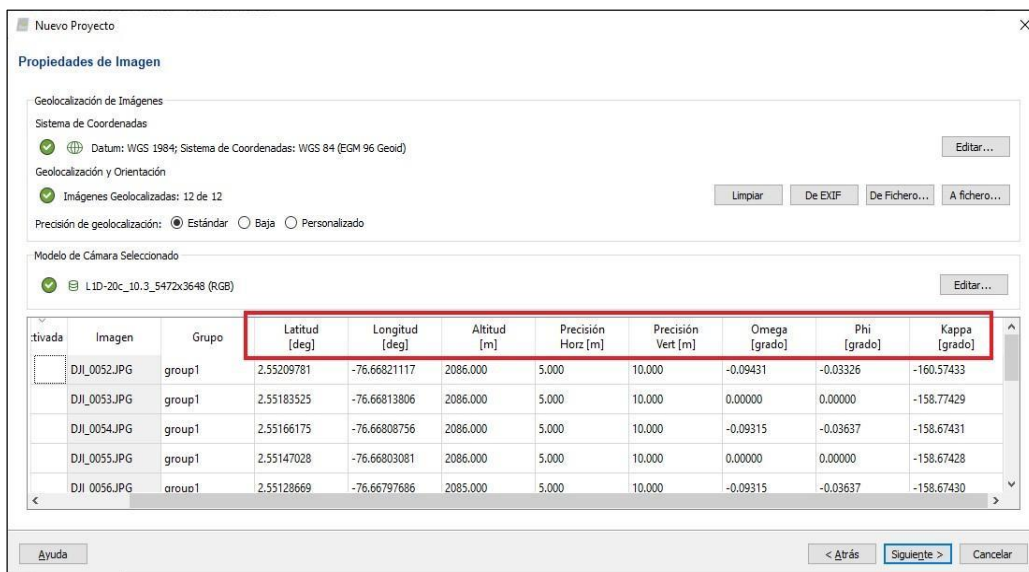 Nuevo Proyecto
Propiedades de Imagen
Geolocalización de Imágenes
Sistema de Coordenadas
Datum: WGS 1984; Sistema de Coordenadas: WGS 84 (EGM 96 Geoid) Editar...
Geolocalización y Orientación
Imágenes Geolocalizadas: 12 de 12 Limpiar De EXIF De Fichero... A fichero...
Precisión de geolocalización: Estándar Baja Personalizado
Modelo de Cámara Seleccionado
L1D-20c_10.3_5472x3648 (RGB) Editar...
:tivada Imagen Grupo Latitud [deg] Longitud [deg] Altitud [m] Precisión Horz [m] Precisión Vert [m] Omega [grado] Phi [grado] Kappa [grado]
DJI_0052.JPG group1 2.55209781 -76.66821117 2086.000 5.000 10.000 -0.09431 -0.03326 -160.57433
DJI_0053.JPG group1 2.55183525 -76.66813806 2086.000 5.000 10.000 0.00000 0.00000 -158.77429
DJI_0054.JPG group1 2.55166175 -76.66808756 2086.000 5.000 10.000 -0.09315 -0.03637 -158.67431
DJI_0055.JPG group1 2.55147028 -76.66803081 2086.000 5.000 10.000 0.00000 0.00000 -158.67428
DJI_0056.JPG group1 2.55128669 -76.66797686 2085.000 5.000 10.000 -0.09315 -0.03637 -158.67430
Ayuda < Atrás Siguiente > Cancelar